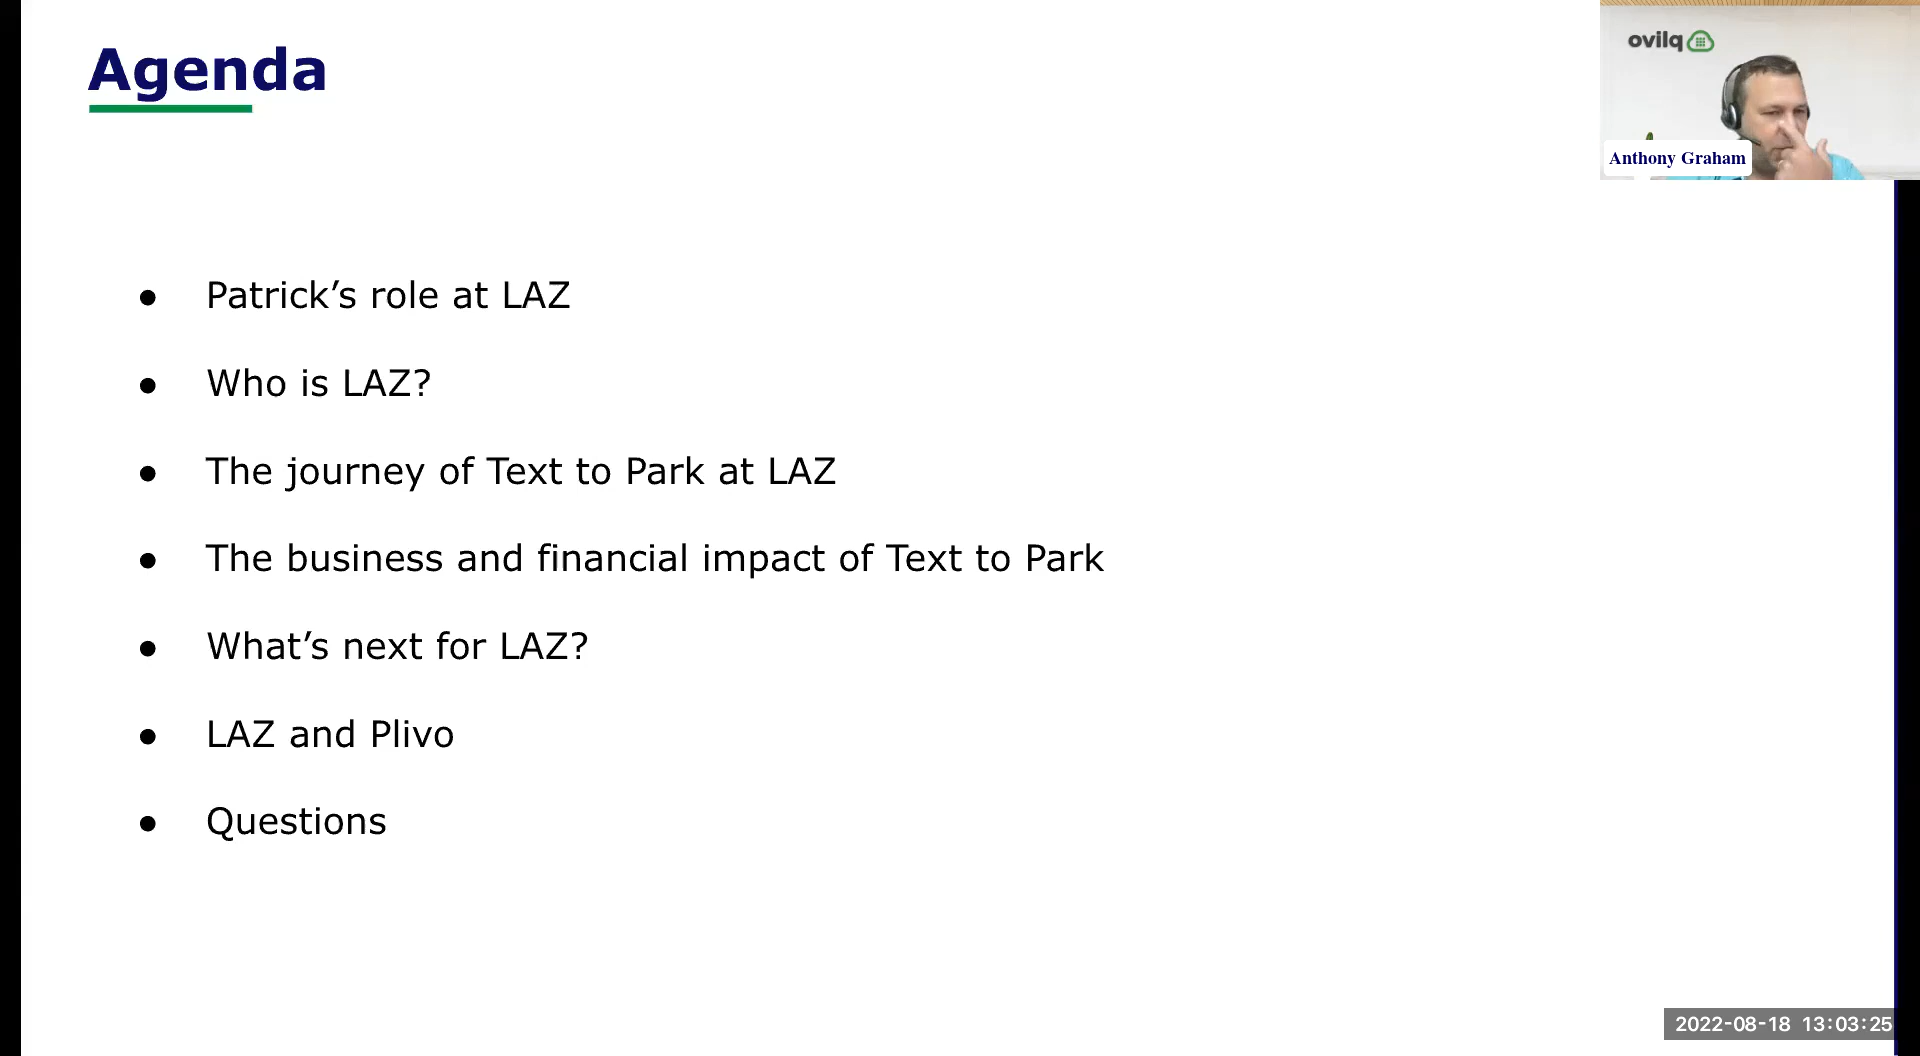 Agenda
ovilq
Anthony Graham
● Patrick’s role at LAZ
● Who is LAZ?
● The journey of Text to Park at LAZ
● The business and financial impact of Text to Park
● What’s next for LAZ?
● LAZ and Plivo
● Questions
2022-08-18 13:03:25